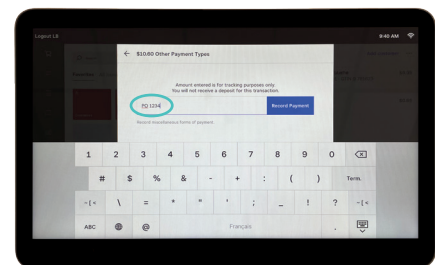 Logout LB
9:40 AM
← $10.60 Other Payment Types
Amount entered is for tracking purposes only.
You will not receive a deposit for this transaction.
PO 1234
Record Payment
Record miscellaneous forms of payment.
1 2 3 4 5 6 7 8 9 0
# $ % & - + : ( ) Term.
~[< \ = * " ' ; _ ! ? ~[<
ABC @ Français .